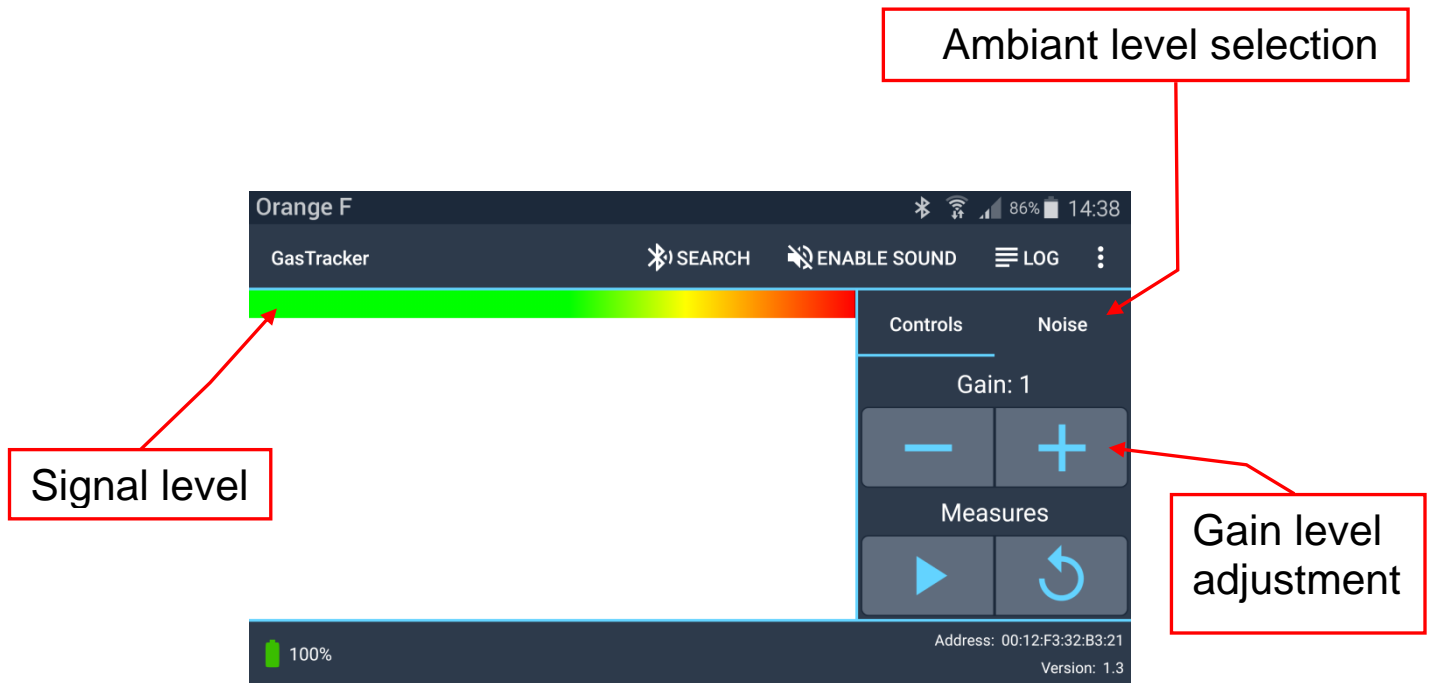 Ambiant level selection
Orange F 86% 14:38
GasTracker SEARCH ENABLE SOUND LOG
Controls Noise
Gain: 1
Signal level
Measures
Gain level
adjustment
100%
Address: 00:12:F3:32:B3:21
Version: 1.3